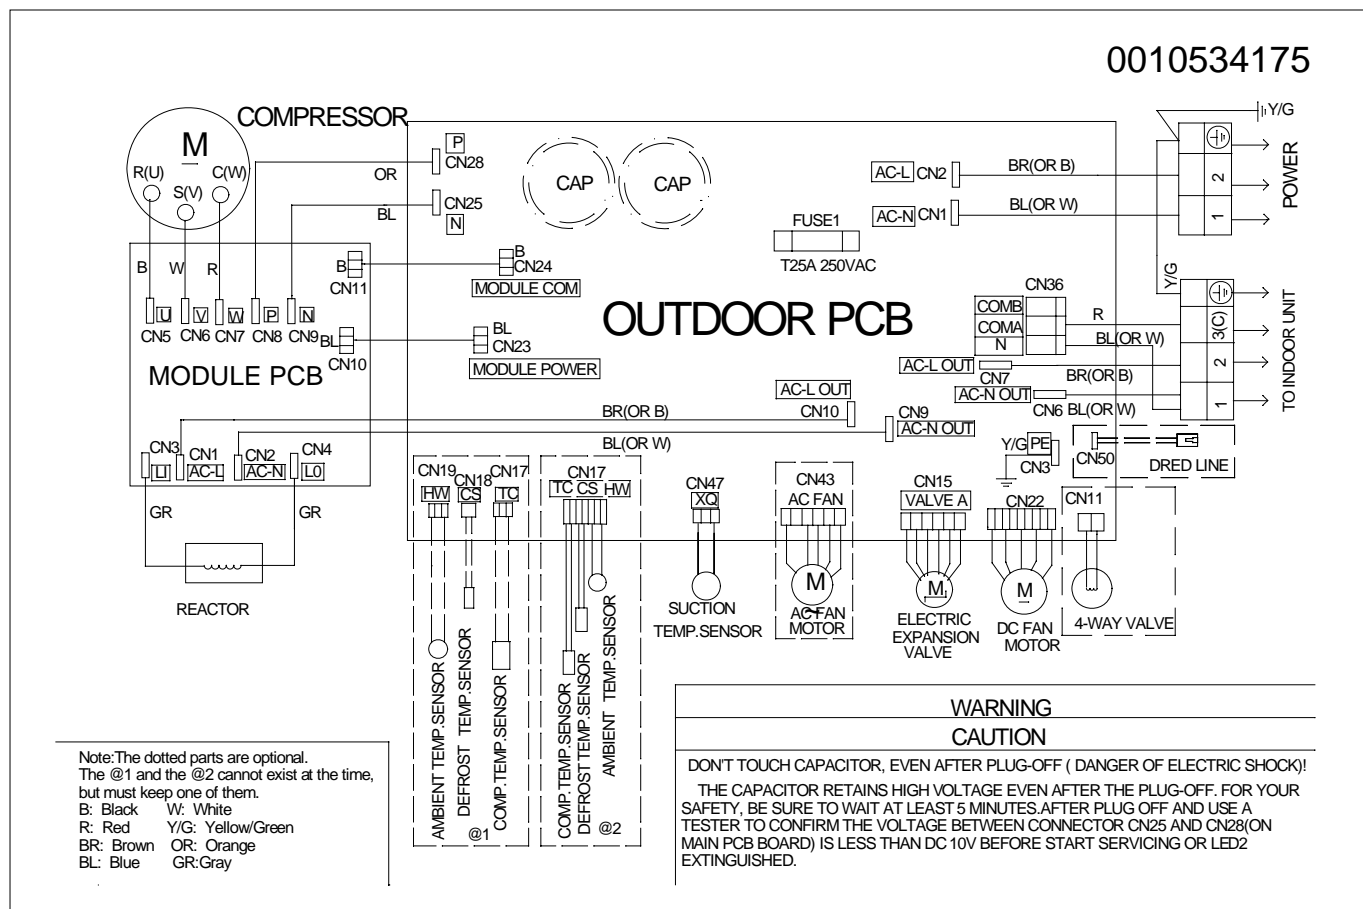 0010534175
COMPRESSOR
M
R(U)
S(V)
C(W)
P
CN28
OR
CN25
BL
N
CAP
CAP
FUSE1
T25A 250VAC
AC-L CN2
BR(OR B)
AC-N CN1
BL(OR W)
Y/G
2
1
POWER
B
W
R
B
CN11
B
CN24
MODULE COM
U
V
W
P
N
CN5
CN6
CN7
CN8
CN9
BL
CN10
BL
CN23
MODULE POWER
MODULE PCB
OUTDOOR PCB
CN36
COMB
COMA
N
R
BL(OR W)
Y/G
3(C)
2
1
TO INDOOR UNIT
AC-L OUT
CN7
BR(OR B)
AC-N OUT
CN6
BL(OR W)
AC-L OUT
CN10
BR(OR B)
CN9
AC-N OUT
BL(OR W)
Y/G
PE
CN3
CN50
DRED LINE
CN3
LI
CN1
AC-L
CN2
AC-N
CN4
L0
GR
GR
REACTOR
CN19
HW
CN18
CS
CN17
TC
AMBIENT TEMP.SENSOR
DEFROST TEMP.SENSOR
COMP.TEMP.SENSOR
@1
CN17
TC CS HW
COMP.TEMP.SENSOR
DEFROST TEMP.SENSOR
AMBIENT TEMP.SENSOR
@2
CN47
XQ
SUCTION
TEMP.SENSOR
CN43
AC FAN
M
~
AC FAN
MOTOR
CN15
VALVE A
M
ELECTRIC
EXPANSION
VALVE
CN22
M
DC FAN
MOTOR
CN11
4-WAY VALVE
Note:The dotted parts are optional.
The @1 and the @2 cannot exist at the time,
but must keep one of them.
B: Black W: White
R: Red Y/G: Yellow/Green
BR: Brown OR: Orange
BL: Blue GR:Gray
WARNING
CAUTION
DON'T TOUCH CAPACITOR, EVEN AFTER PLUG-OFF ( DANGER OF ELECTRIC SHOCK)!
THE CAPACITOR RETAINS HIGH VOLTAGE EVEN AFTER THE PLUG-OFF. FOR YOUR
SAFETY, BE SURE TO WAIT AT LEAST 5 MINUTES.AFTER PLUG OFF AND USE A
TESTER TO CONFIRM THE VOLTAGE BETWEEN CONNECTOR CN25 AND CN28(ON
MAIN PCB BOARD) IS LESS THAN DC 10V BEFORE START SERVICING OR LED2
EXTINGUISHED.